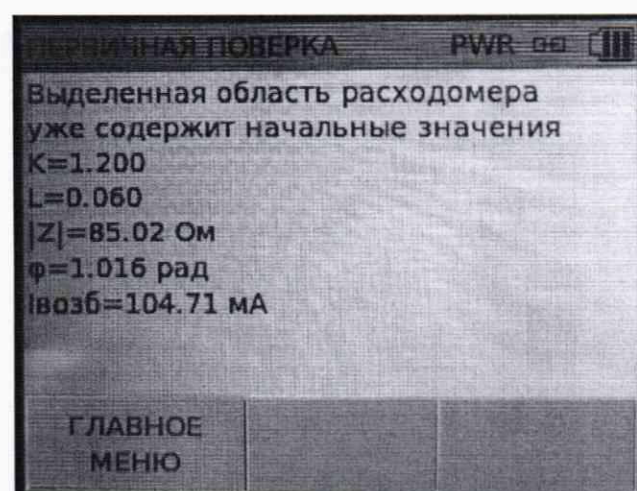 ПЕРВИЧНАЯ ПОВЕРКА PWR
Выделенная область расходомера
уже содержит начальные значения
K=1.200
L=0.060
|Z|=85.02 Ом
φ=1.016 рад
Iвозб=104.71 мА
ГЛАВНОЕ
МЕНЮ